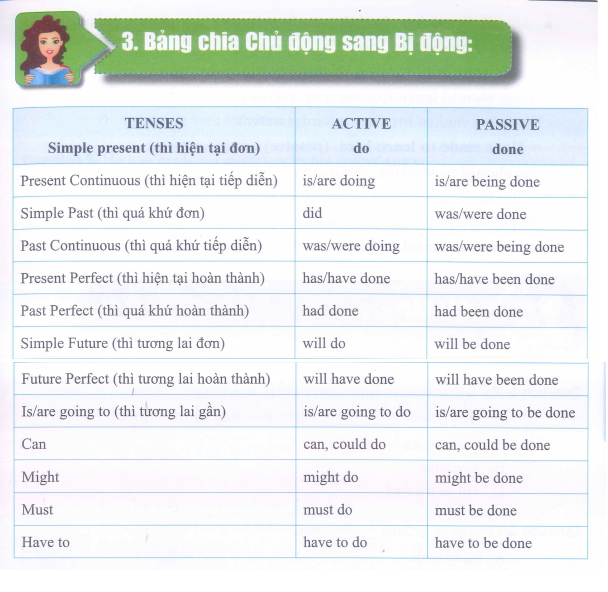 3. Bảng chia Chủ động sang Bị động:
TENSES ACTIVE PASSIVE
Simple present (thì hiện tại đơn) do done
Present Continuous (thì hiện tại tiếp diễn) is/are doing is/are being done
Simple Past (thì quá khứ đơn) did was/were done
Past Continuous (thì quá khứ tiếp diễn) was/were doing was/were being done
Present Perfect (thì hiện tại hoàn thành) has/have done has/have been done
Past Perfect (thì quá khứ hoàn thành) had done had been done
Simple Future (thì tương lai đơn) will do will be done
Future Perfect (thì tương lai hoàn thành) will have done will have been done
Is/are going to (thì tương lai gần) is/are going to do is/are going to be done
Can can, could do can, could be done
Might might do might be done
Must must do must be done
Have to have to do have to be done